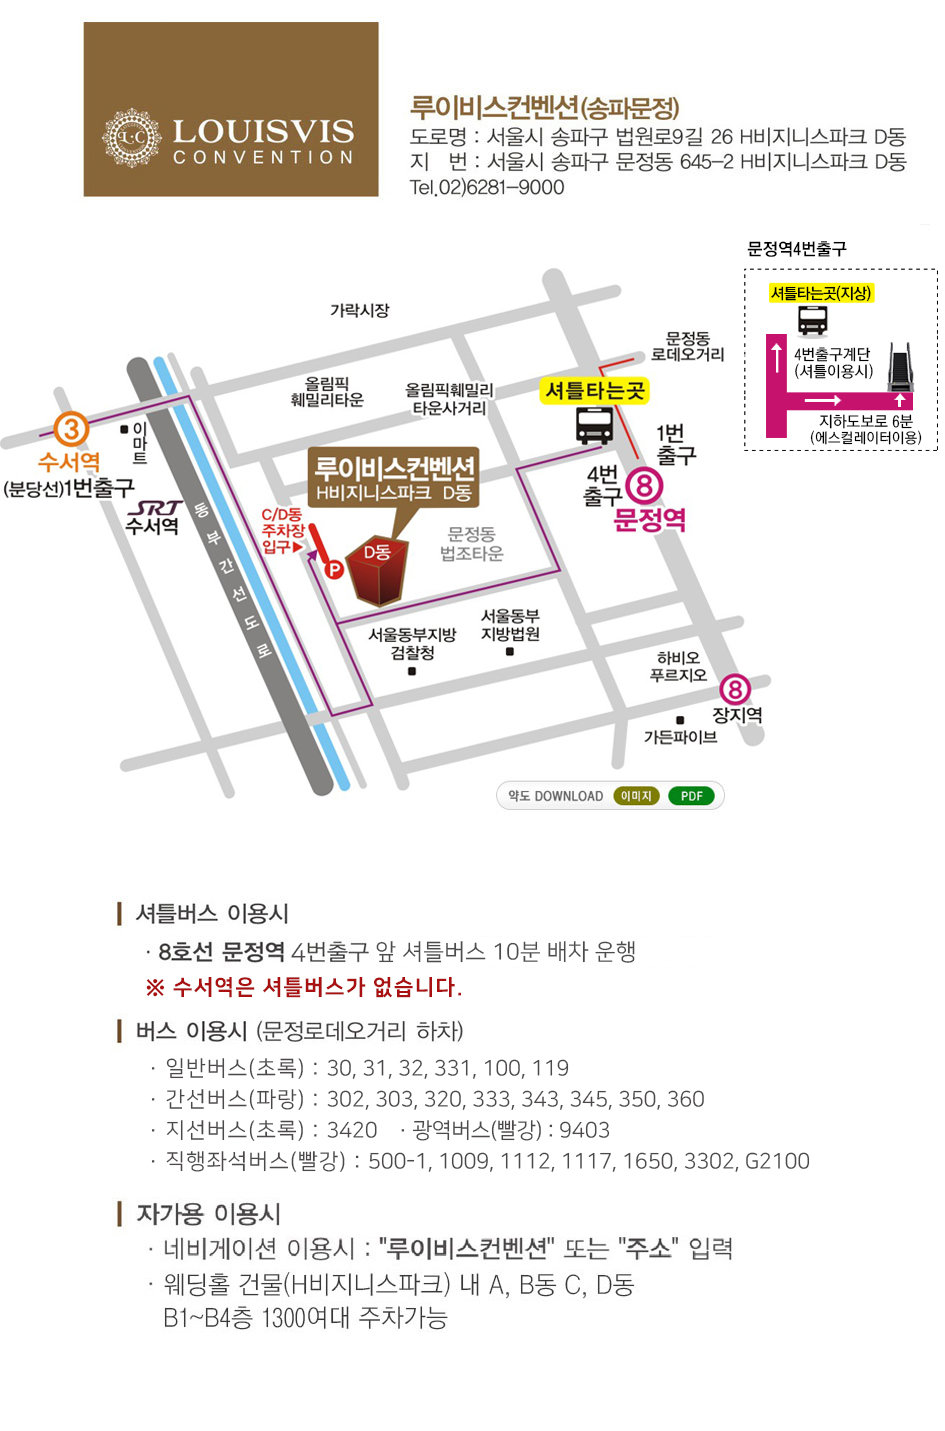 LOUISVIS
CONVENTION
LC
루이비스컨벤션(송파문정)
도로명 : 서울시 송파구 법원로9길 26 H비지니스파크 D동
지 번 : 서울시 송파구 문정동 645-2 H비지니스파크 D동
Tel.02)6281-9000
문정역4번출구
셔틀타는곳(지상)
4번출구계단
(셔틀이용시)
지하도보로 6분
(에스컬레이터이용)
가락시장
문정동
로데오거리
올림픽
훼밀리타운
올림픽훼밀리
타운사거리
셔틀타는곳
3
수서역
(분당선)1번출구
이마트
SRT
수서역
동부간선도로
루이비스컨벤션
H비지니스파크 D동
C/D동
주차장
입구▶
P
D동
문정동
법조타운
1번
출구
4번
출구
8
문정역
서울동부지방
검찰청
서울동부
지방법원
하비오
푸르지오
8
장지역
가든파이브
약도 DOWNLOAD 이미지 PDF
셔틀버스 이용시
· 8호선 문정역 4번출구 앞 셔틀버스 10분 배차 운행
※ 수서역은 셔틀버스가 없습니다.
버스 이용시 (문정로데오거리 하차)
· 일반버스(초록) : 30, 31, 32, 331, 100, 119
· 간선버스(파랑) : 302, 303, 320, 333, 343, 345, 350, 360
· 지선버스(초록) : 3420 · 광역버스(빨강) : 9403
· 직행좌석버스(빨강) : 500-1, 1009, 1112, 1117, 1650, 3302, G2100
자가용 이용시
· 네비게이션 이용시 : "루이비스컨벤션" 또는 "주소" 입력
· 웨딩홀 건물(H비지니스파크) 내 A, B동 C, D동
B1~B4층 1300여대 주차가능